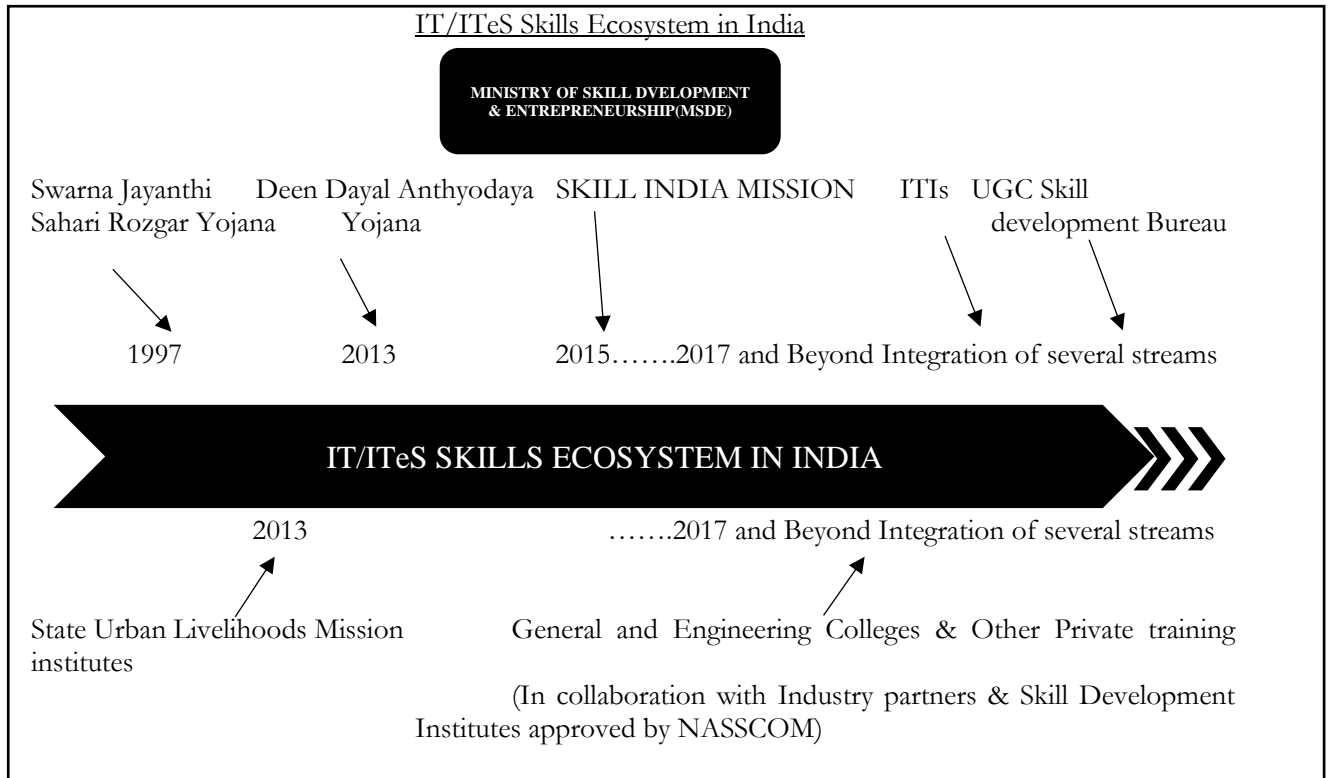 IT/ITeS Skills Ecosystem in India
MINISTRY OF SKILL DVELOPMENT
& ENTREPRENEURSHIP(MSDE)
Swarna Jayanthi Deen Dayal Anthyodaya SKILL INDIA MISSION ITIs UGC Skill
Sahari Rozgar Yojana Yojana development Bureau
1997 2013 2015.......2017 and Beyond Integration of several streams
IT/ITeS SKILLS ECOSYSTEM IN INDIA
2013 .......2017 and Beyond Integration of several streams
State Urban Livelihoods Mission General and Engineering Colleges & Other Private training
institutes
(In collaboration with Industry partners & Skill Development
Institutes approved by NASSCOM)